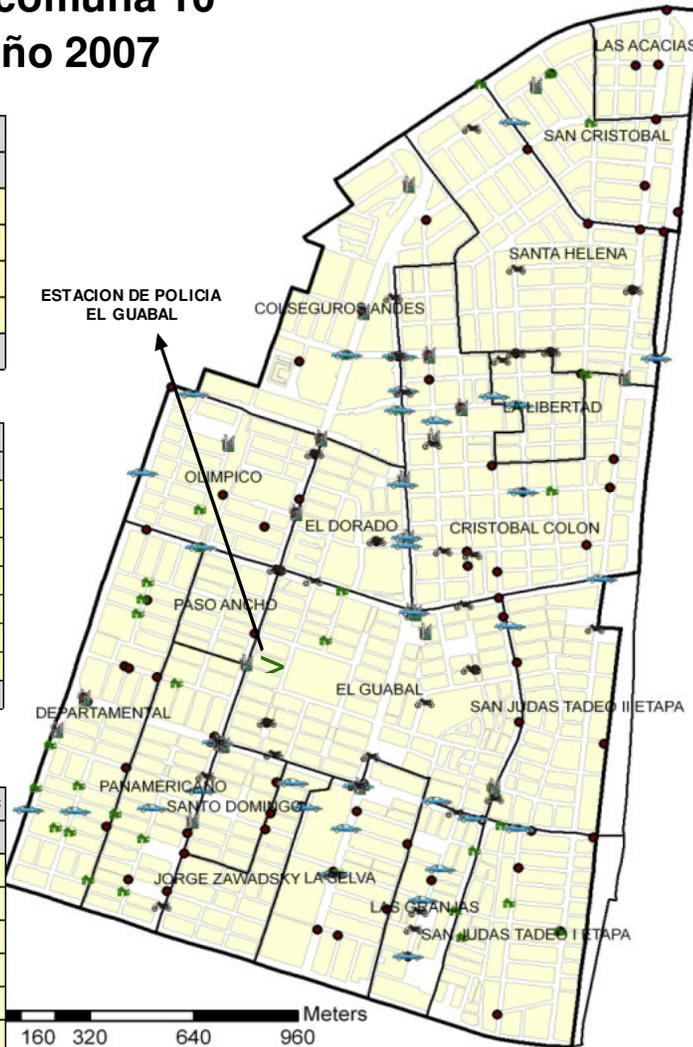 comuna 10
ño 2007
LAS ACACIAS
SAN CRISTOBAL
SANTA HELENA
ESTACION DE POLICIA
EL GUABAL
COLSEGUROS ANDES
LA LIBERTAD
OLIMPICO
EL DORADO
CRISTOBAL COLON
PASO ANCHO
EL GUABAL
SAN JUDAS TADEO II ETAPA
DEPARTAMENTAL
PANAMERICANO
SANTO DOMINGO
JORGE ZAWADSKY
LA SELVA
LAS GRANJAS
SAN JUDAS TADEO I ETAPA
Meters
160 320 640 960